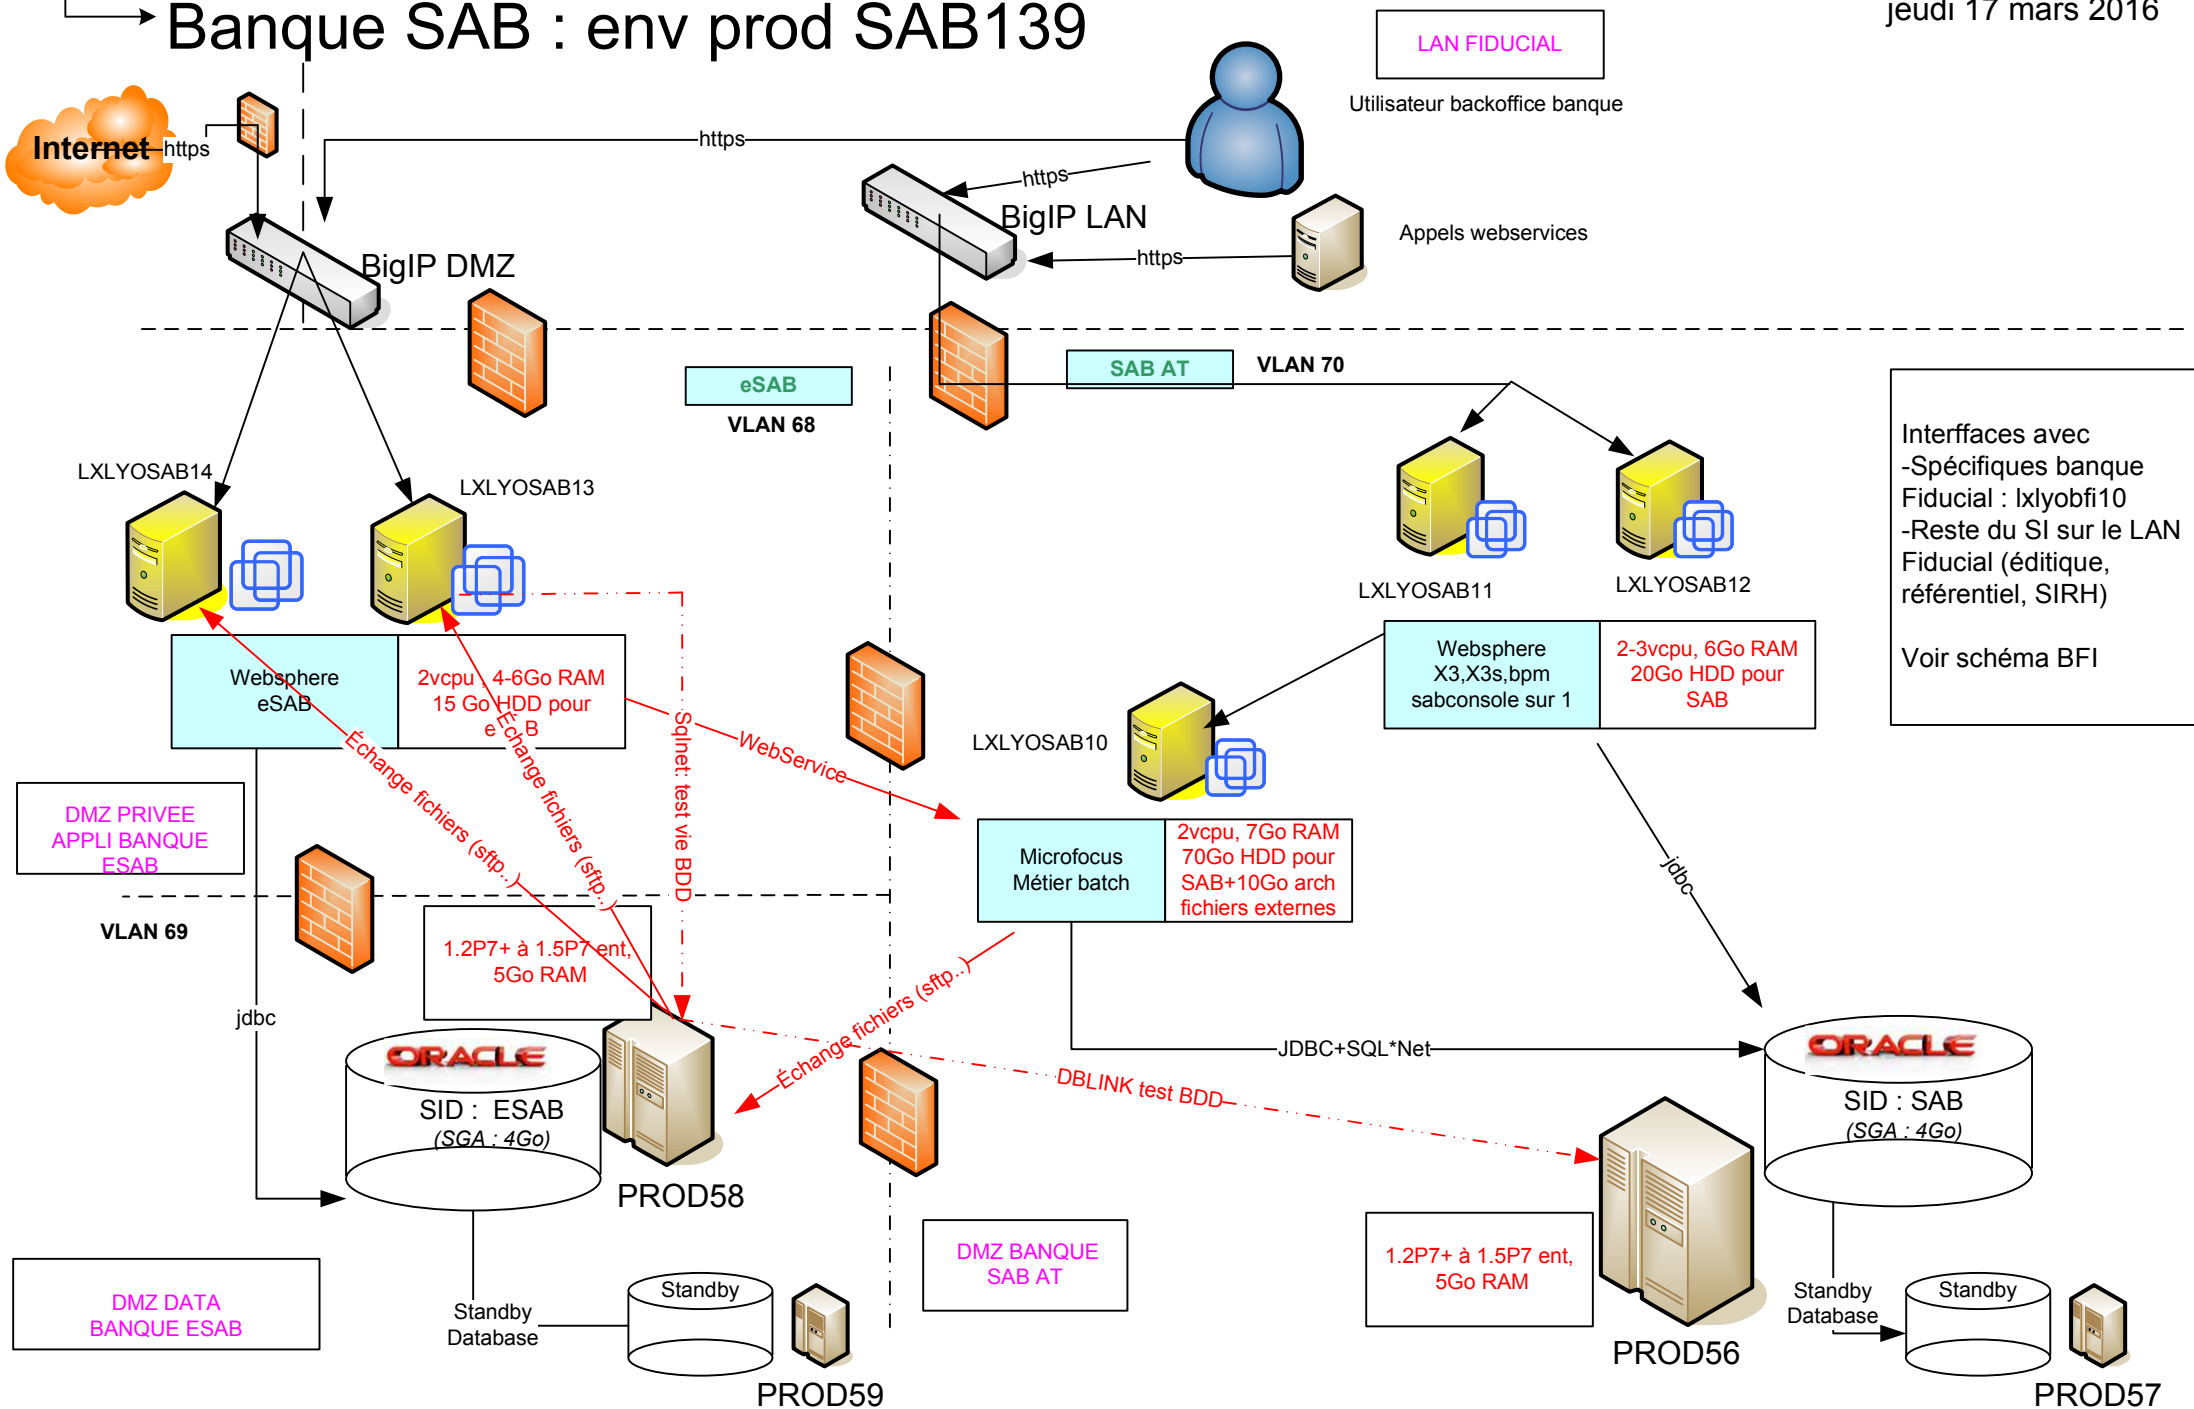 Banque SAB : env prod SAB139
jeudi 17 mars 2016
LAN FIDUCIAL
Utilisateur backoffice banque
Internet
https
https
https
BigIP LAN
https
Appels webservices
BigIP DMZ
eSAB
VLAN 68
SAB AT
VLAN 70
LXLYOSAB14
LXLYOSAB13
LXLYOSAB11
LXLYOSAB12
Interffaces avec
-Spécifiques banque
Fiducial : lxlyobfi10
-Reste du SI sur le LAN
Fiducial (éditique,
référentiel, SIRH)
Voir schéma BFI
Websphere
eSAB
2vcpu , 4-6Go RAM
15 Go HDD pour
e B
Websphere
X3,X3s,bpm
sabconsole sur 1
2-3vcpu, 6Go RAM
20Go HDD pour
SAB
Échange fichiers (sftp..)
Échange fichiers (sftp..)
Sqlnet: test vie BDD
WebService
LXLYOSAB10
DMZ PRIVEE
APPLI BANQUE
ESAB
Microfocus
Métier batch
2vcpu, 7Go RAM
70Go HDD pour
SAB+10Go arch
fichiers externes
jdbc
VLAN 69
1.2P7+ à 1.5P7 ent,
5Go RAM
Échange fichiers (sftp..)
jdbc
JDBC+SQL*Net
DBLINK test BDD
ORACLE
SID : ESAB
(SGA : 4Go)
PROD58
ORACLE
SID : SAB
(SGA : 4Go)
DMZ DATA
BANQUE ESAB
DMZ BANQUE
SAB AT
1.2P7+ à 1.5P7 ent,
5Go RAM
PROD56
Standby
Database
Standby
PROD59
Standby
Database
Standby
PROD57